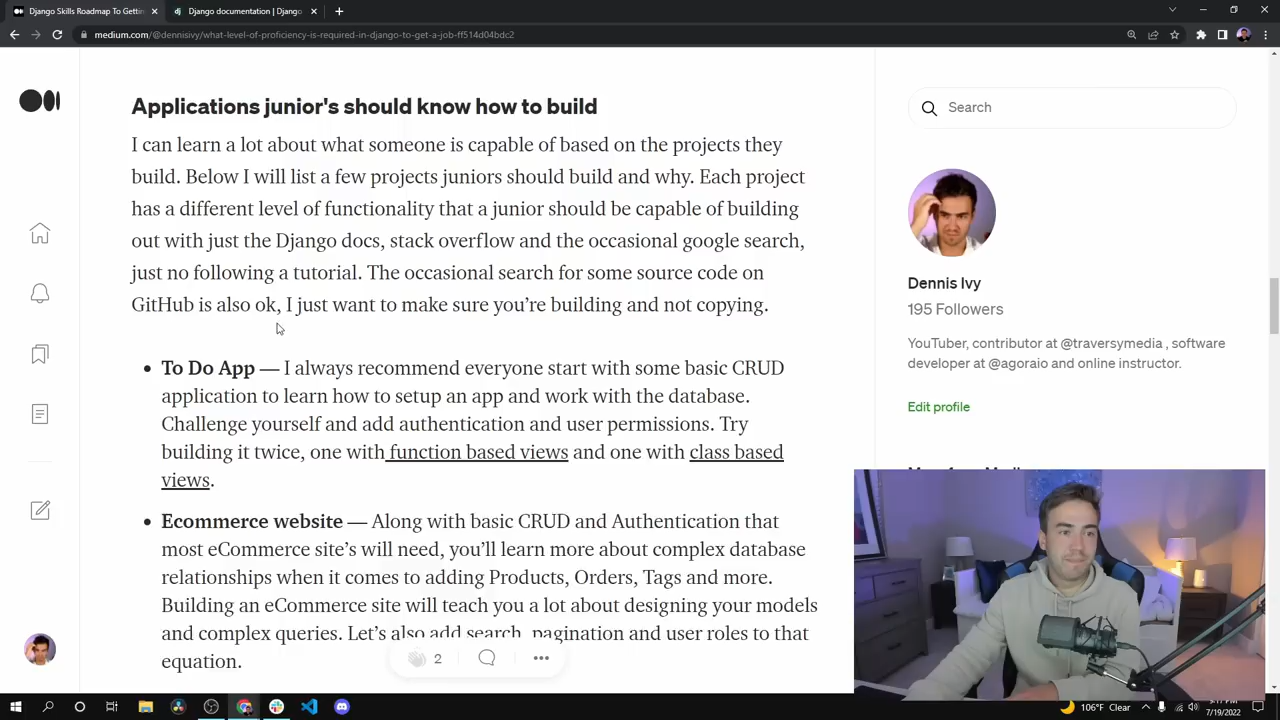 Django Skills Roadmap To Gettin
Django documentation | Django
medium.com/@dennisivy/what-level-of-proficiency-is-required-in-django-to-get-a-job-ff514d04bdc2
Applications junior's should know how to build
I can learn a lot about what someone is capable of based on the projects they
build. Below I will list a few projects juniors should build and why. Each project
has a different level of functionality that a junior should be capable of building
out with just the Django docs, stack overflow and the occasional google search,
just no following a tutorial. The occasional search for some source code on
GitHub is also ok, I just want to make sure you’re building and not copying.
• To Do App — I always recommend everyone start with some basic CRUD
application to learn how to setup an app and work with the database.
Challenge yourself and add authentication and user permissions. Try
building it twice, one with function based views and one with class based
views.
• Ecommerce website — Along with basic CRUD and Authentication that
most eCommerce site’s will need, you’ll learn more about complex database
relationships when it comes to adding Products, Orders, Tags and more.
Building an eCommerce site will teach you a lot about designing your models
and complex queries. Let’s also add search, pagination and user roles to that
equation.
2
Search
Dennis Ivy
195 Followers
YouTuber, contributor at @traversymedia , software
developer at @agoraio and online instructor.
Edit profile
106°F Clear
7/19/2022